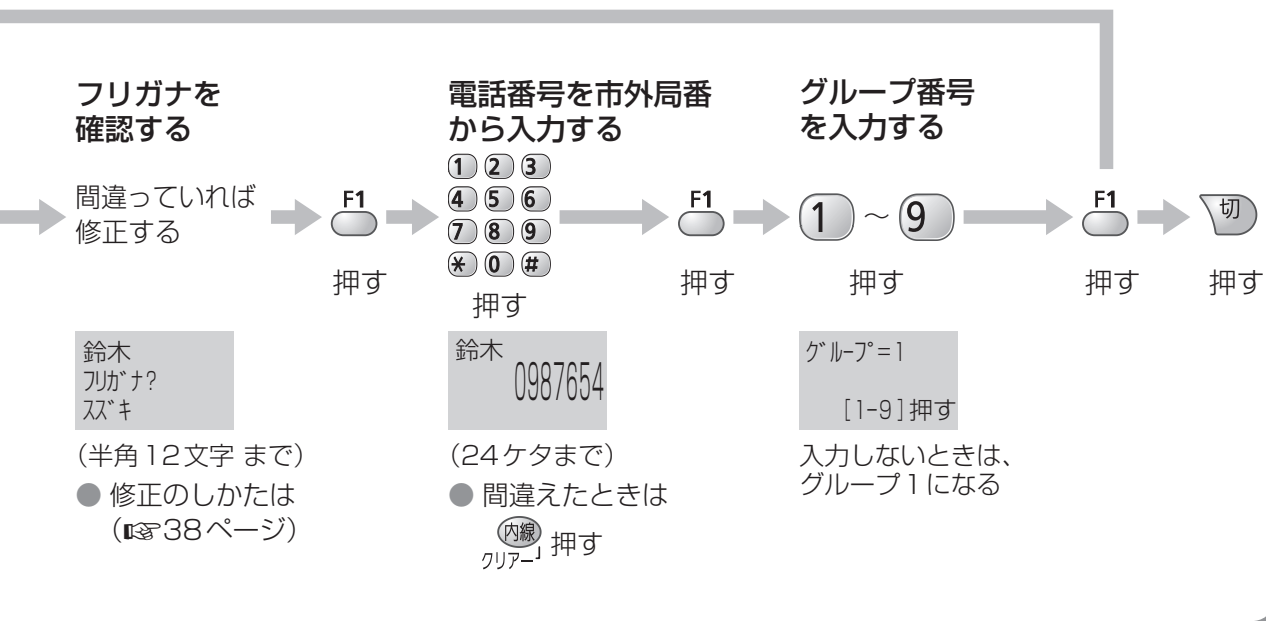 フリガナを
確認する
間違っていれば
修正する
F1
押す
鈴木
ﾌﾘｶﾞﾅ?
ｽｽﾞｷ
(半角12文字 まで)
● 修正のしかたは
(☞38ページ)
電話番号を市外局番
から入力する
1 2 3
4 5 6
7 8 9
* 0 #
押す
鈴木
0987654
(24ケタまで)
● 間違えたときは
内線
クリアー 押す
F1
押す
グループ番号
を入力する
1 ~ 9
押す
ｸﾞﾙｰﾌﾟ=1
[1-9]押す
入力しないときは、
グループ1になる
F1
押す
切
押す